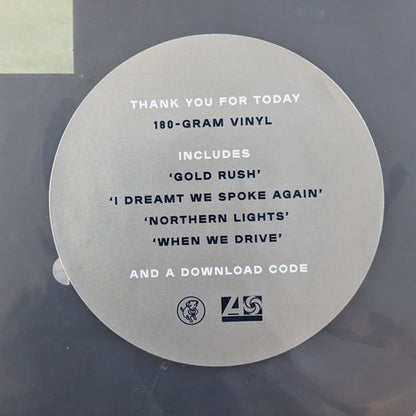 THANK YOU FOR TODAY
180-GRAM VINYL
INCLUDES
‘GOLD RUSH’
‘I DREAMT WE SPOKE AGAIN’
‘NORTHERN LIGHTS’
‘WHEN WE DRIVE’
AND A DOWNLOAD CODE